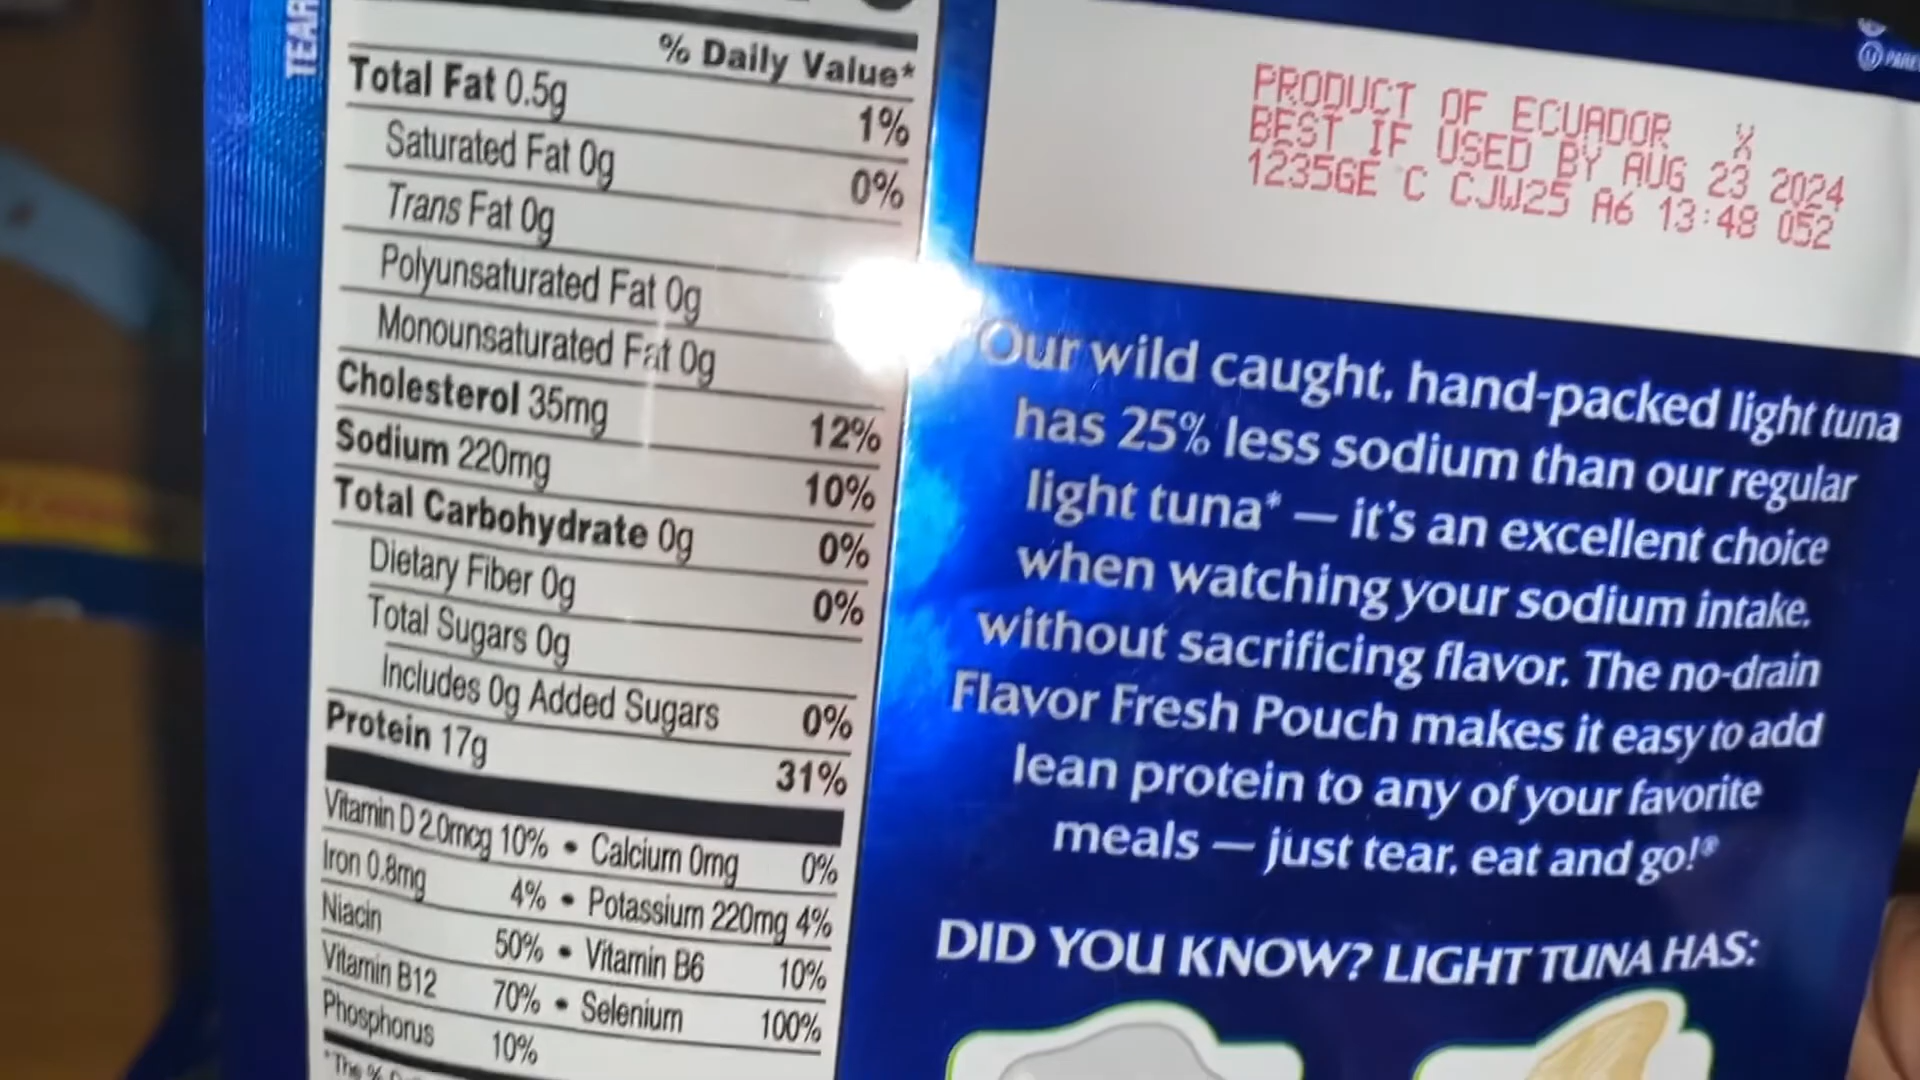 TEAR
% Daily Value*
Total Fat 0.5g 1%
Saturated Fat 0g 0%
Trans Fat 0g
Polyunsaturated Fat 0g
Monounsaturated Fat 0g
Cholesterol 35mg 12%
Sodium 220mg 10%
Total Carbohydrate 0g 0%
Dietary Fiber 0g 0%
Total Sugars 0g
Includes 0g Added Sugars 0%
Protein 17g 31%
Vitamin D 2.0mcg 10% • Calcium 0mg 0%
Iron 0.8mg 4% • Potassium 220mg 4%
Niacin 50% • Vitamin B6 10%
Vitamin B12 70% • Selenium 100%
Phosphorus 10%
*The %
PRODUCT OF ECUADOR X
BEST IF USED BY AUG 23 2024
1235GE C CJW25 A6 13:48 052
Our wild caught, hand-packed light tuna
has 25% less sodium than our regular
light tuna* — it's an excellent choice
when watching your sodium intake,
without sacrificing flavor. The no-drain
Flavor Fresh Pouch makes it easy to add
lean protein to any of your favorite
meals — just tear, eat and go!®
DID YOU KNOW? LIGHT TUNA HAS: